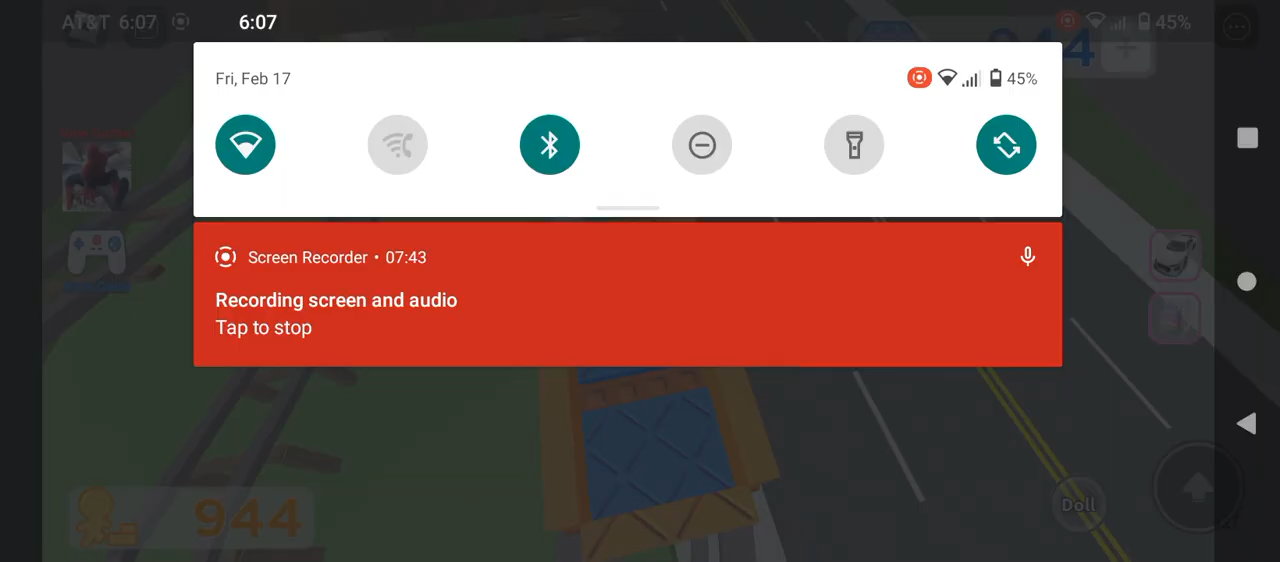 AT&T 6:07
6:07
45%
944
Fri, Feb 17
45%
Screen Recorder • 07:43
Recording screen and audio
Tap to stop
944
Doll